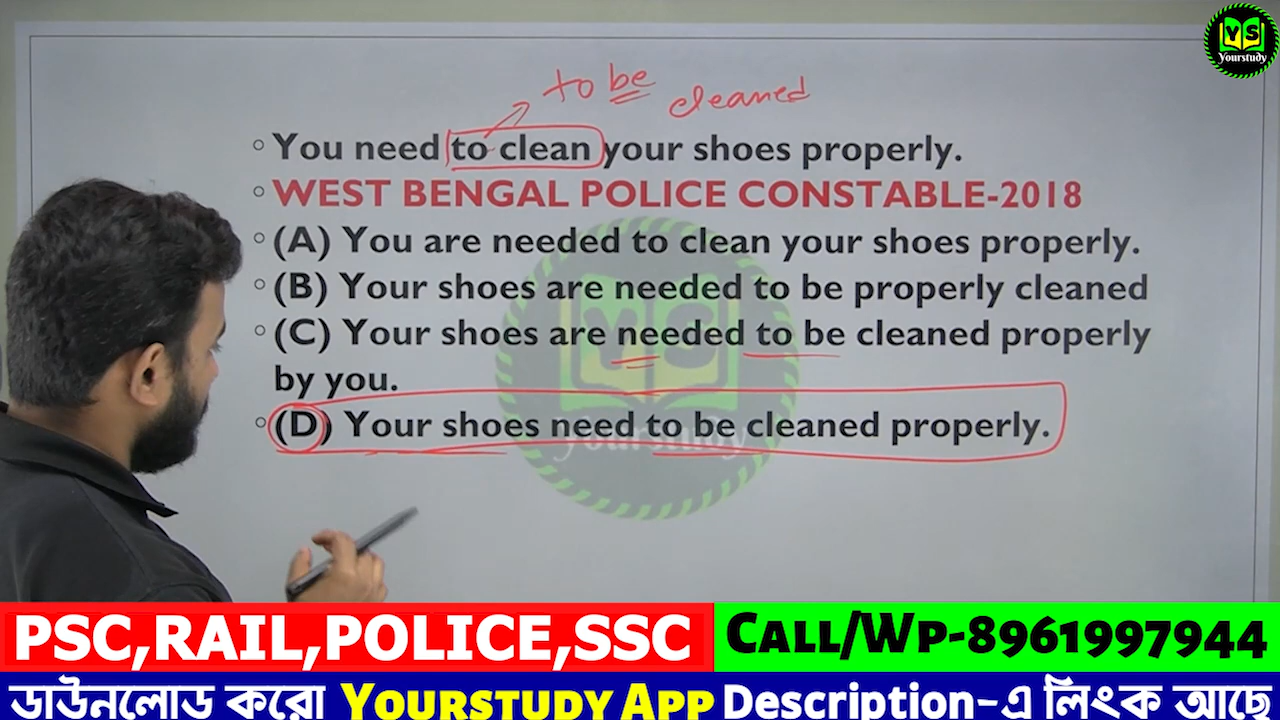 YS
Yourstudy
to be cleaned
You need to clean your shoes properly.
WEST BENGAL POLICE CONSTABLE-2018
(A) You are needed to clean your shoes properly.
(B) Your shoes are needed to be properly cleaned
(C) Your shoes are needed to be cleaned properly
by you.
(D) Your shoes need to be cleaned properly.
YS
Yourstudy
PSC,RAIL,POLICE,SSC
CALL/WP-8961997944
ডাউনলোড করো YOURSTUDY APP Description-এ লিংক আছে